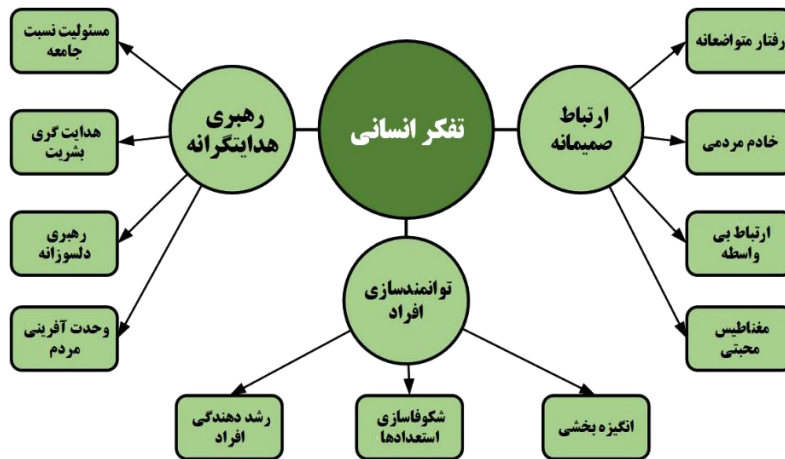 تفکر انسانی
ارتباط
صمیمانه
رفتار متواضعانه
خادم مردمی
ارتباط بی
واسطه
مغناطیس
محبتی
رهبری
هدایتگرانه
مسئولیت نسبت
جامعه
هدایت گری
بشریت
رهبری
دلسوزانه
وحدت آفرینی
مردم
توانمندسازی
افراد
انگیزه بخشی
شکوفاسازی
استعدادها
رشد دهندگی
افراد